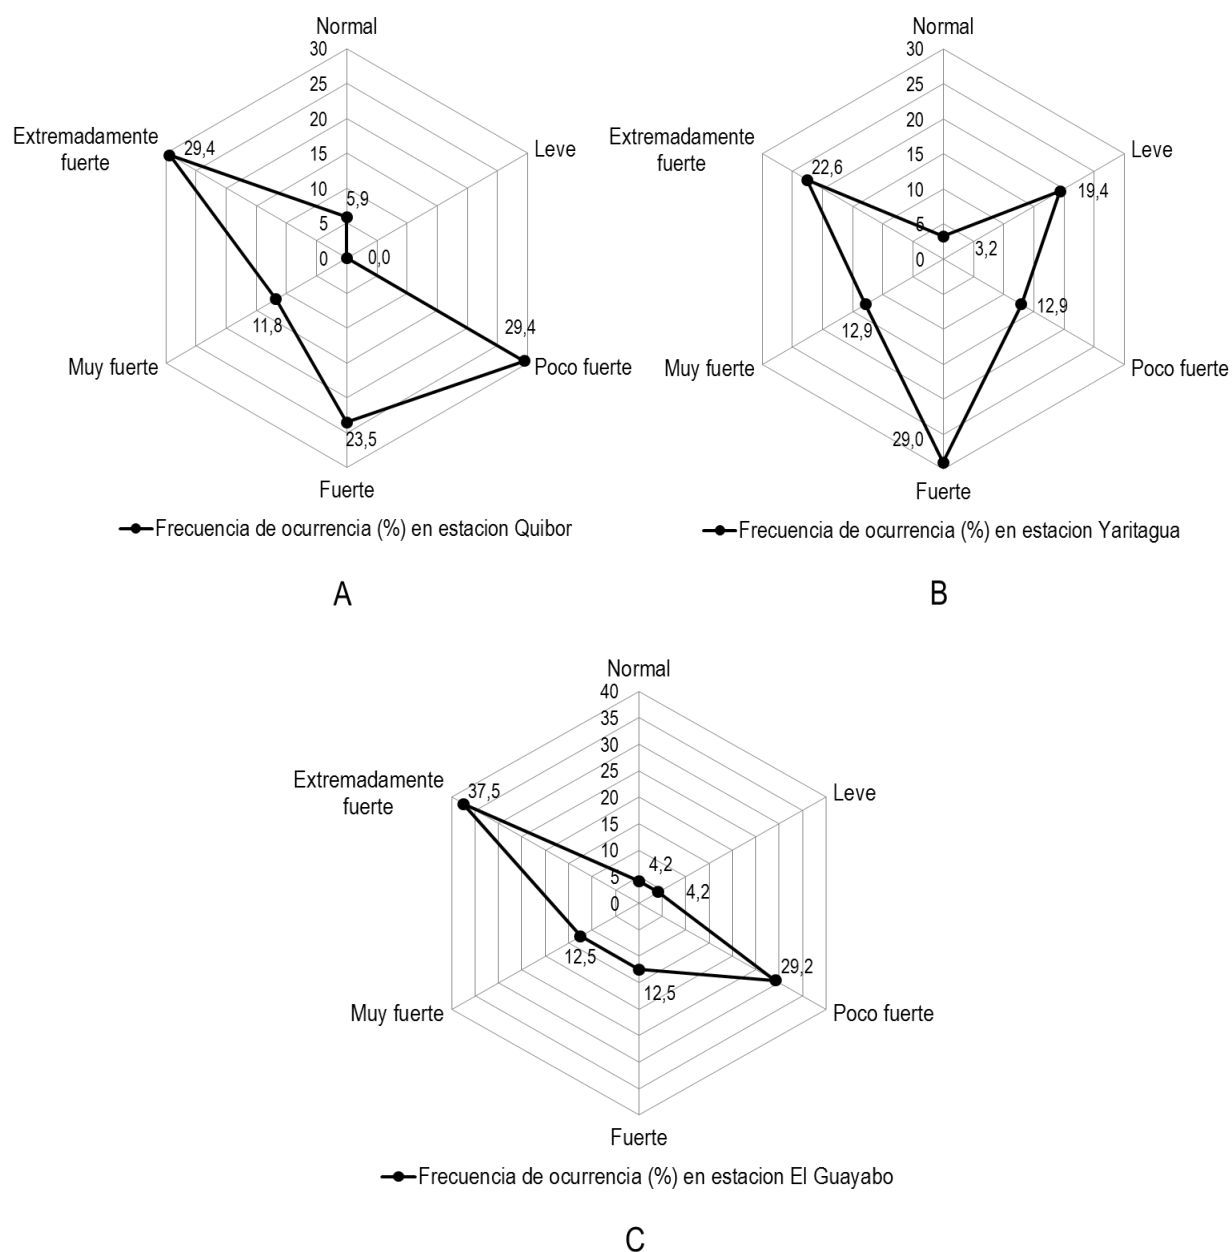 Normal
30
25
20
15
10
5
0
Leve
Poco fuerte
Fuerte
Muy fuerte
Extremadamente
fuerte
5,9
0,0
29,4
23,5
11,8
29,4
Frecuencia de ocurrencia (%) en estacion Quibor
A
Normal
30
25
20
15
10
5
0
Leve
Poco fuerte
Fuerte
Muy fuerte
Extremadamente
fuerte
3,2
19,4
12,9
29,0
12,9
22,6
Frecuencia de ocurrencia (%) en estacion Yaritagua
B
Normal
40
35
30
25
20
15
10
5
0
Leve
Poco fuerte
Fuerte
Muy fuerte
Extremadamente
fuerte
4,2
4,2
29,2
12,5
12,5
37,5
Frecuencia de ocurrencia (%) en estacion El Guayabo
C